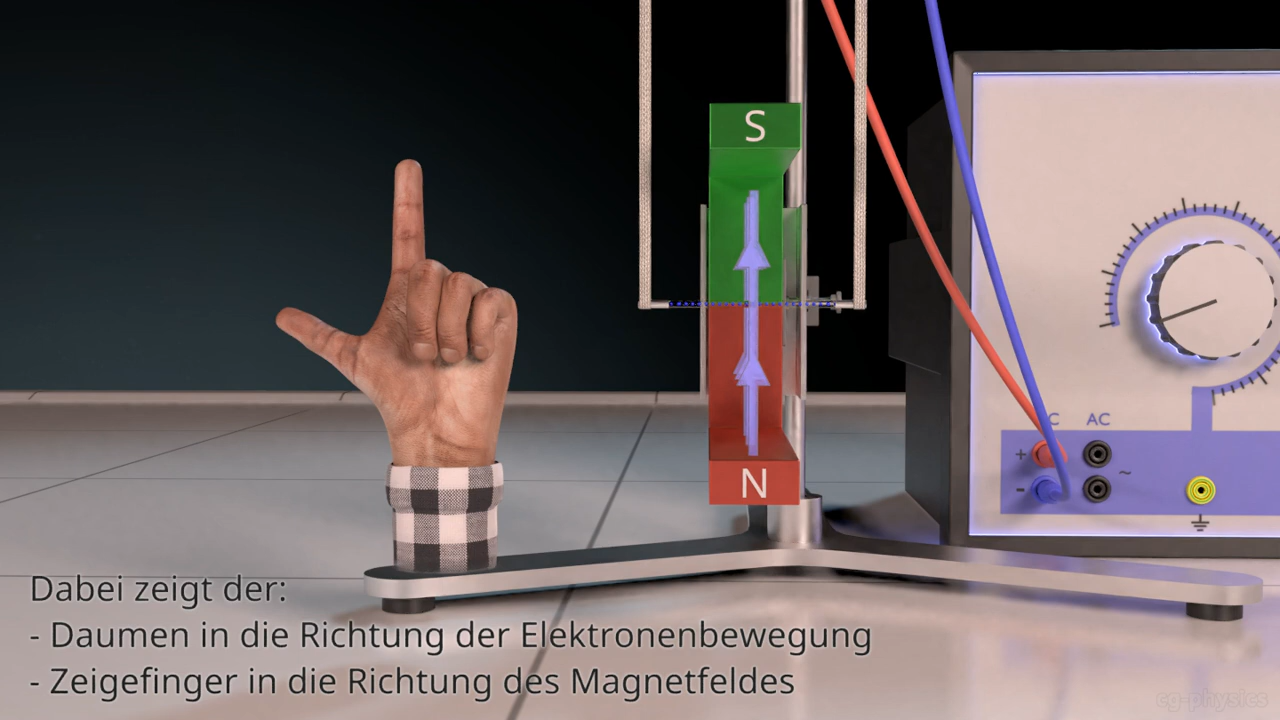 S
N
C AC
+
-
~
Dabei zeigt der:
- Daumen in die Richtung der Elektronenbewegung
- Zeigefinger in die Richtung des Magnetfeldes
cg-physics